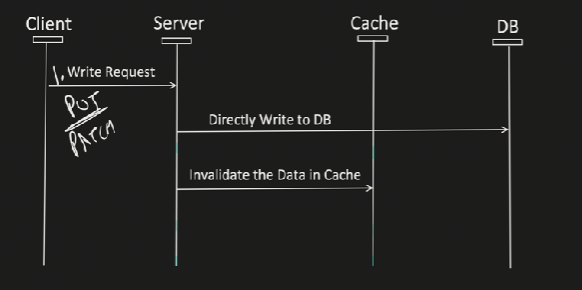 Client Server Cache DB
1. Write Request
PUT
PATCH
Directly Write to DB
Invalidate the Data in Cache